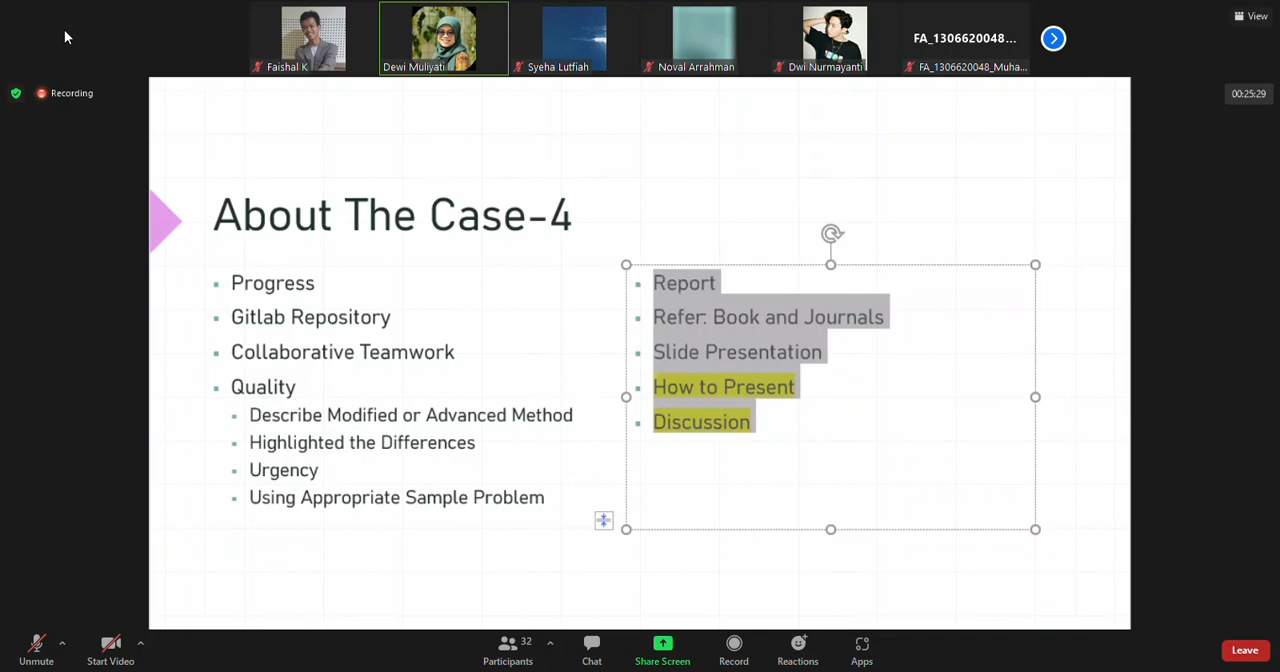 View
Faishal K
Dewi Muliyati
Syeha Lutfiah
Noval Arrahman
Dwi Nurmayanti
FA_1306620048...
FA_1306620048_Muha...
Recording
00:25:29
About The Case-4
Progress
Gitlab Repository
Collaborative Teamwork
Quality
Describe Modified or Advanced Method
Highlighted the Differences
Urgency
Using Appropriate Sample Problem
Report
Refer: Book and Journals
Slide Presentation
How to Present
Discussion
Unmute
Start Video
32
Participants
Chat
Share Screen
Record
Reactions
Apps
Leave